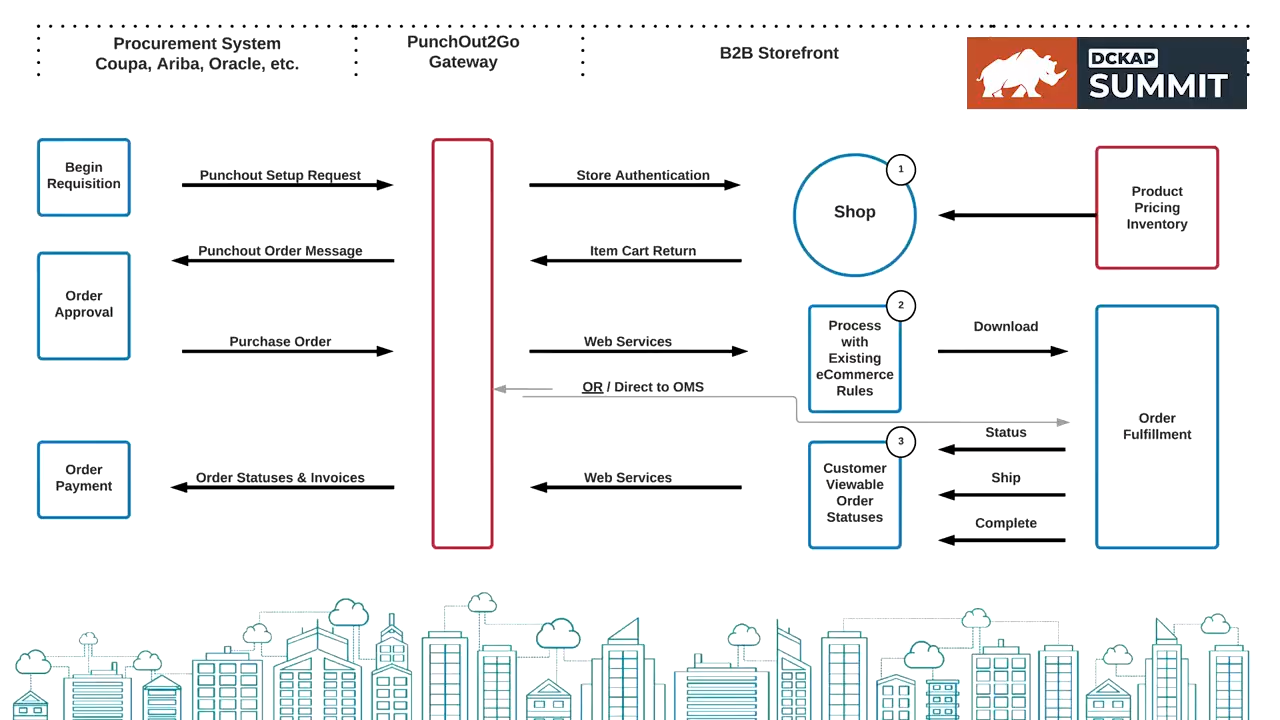 Procurement System
Coupa, Ariba, Oracle, etc.
PunchOut2Go
Gateway
B2B Storefront
DCKAP
SUMMIT
Begin
Requisition
Punchout Setup Request
Store Authentication
1
Shop
Product
Pricing
Inventory
Punchout Order Message
Item Cart Return
Order
Approval
Purchase Order
Web Services
2
Process
with
Existing
eCommerce
Rules
Download
OR / Direct to OMS
Order
Fulfillment
Status
3
Customer
Viewable
Order
Statuses
Ship
Complete
Order
Payment
Order Statuses & Invoices
Web Services